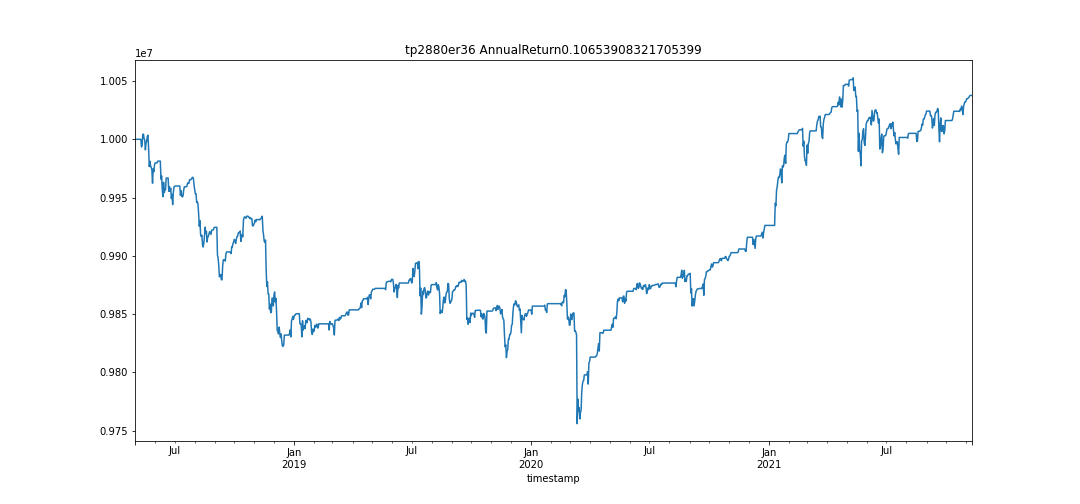 tp2880er36 AnnualReturn0.10653908321705399
1e7
1.005
1.000
0.995
0.990
0.985
0.980
0.975
Jul Jan Jul Jan Jul Jan Jul
2019 2020 2021
timestamp